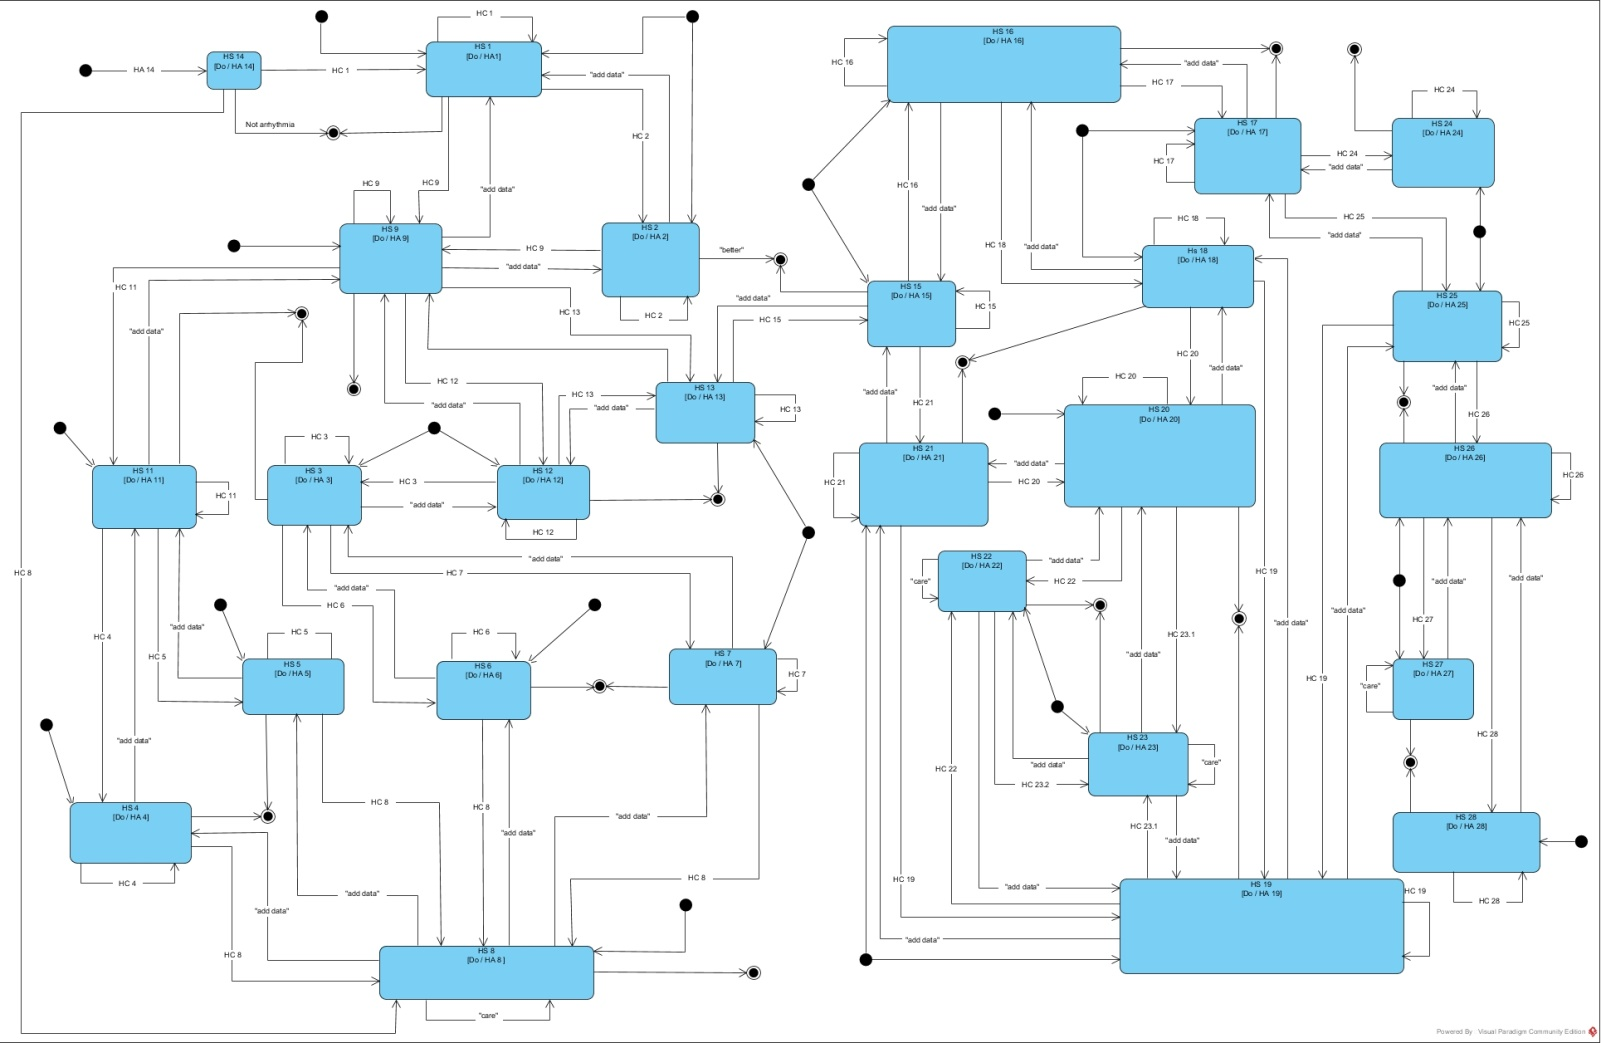 HC 1
HS 1
[Do / HA1]
HS 14
[Do / HA 14]
HA 14
HC 1
"add data"
Not arrhythmia
HC 2
HC 9
HC 9
"add data"
HS 9
[Do / HA 9]
HS 2
[Do / HA 2]
HC 9
"better"
"add data"
HC 11
HC 2
HC 13
"add data"
HC 12
"add data"
HS 13
[Do / HA 13]
HC 13
"add data"
HC 13
HC 3
HS 11
[Do / HA 11]
HC 11
HS 3
[Do / HA 3]
HC 3
"add data"
HS 12
[Do / HA 12]
HC 12
"add data"
HC 7
"add data"
HC 6
HC 8
HC 4
"add data"
HC 5
HC 5
HS 5
[Do / HA 5]
HC 6
HS 6
[Do / HA 6]
HS 7
[Do / HA 7]
HC 7
"add data"
HS 4
[Do / HA 4]
HC 4
HC 8
HC 8
"add data"
"add data"
HC 8
"add data"
"add data"
HC 8
HS 8
[Do / HA 8 ]
"care"
HS 16
[Do / HA 16]
HC 16
"add data"
HC 17
HS 17
[Do / HA 17]
HC 17
HC 24
HS 24
[Do / HA 24]
HC 24
"add data"
HC 25
"add data"
HC 16
"add data"
HC 18
"add data"
HC 18
Hs 18
[Do / HA 18]
"add data"
HC 15
HS 15
[Do / HA 15]
HC 15
HS 25
[Do / HA 25]
HC 25
"add data"
HC 21
HC 20
"add data"
HC 20
HS 20
[Do / HA 20]
"add data"
HC 26
HS 21
[Do / HA 21]
HC 21
"add data"
HC 20
HS 26
[Do / HA 26]
HC 26
HS 22
[Do / HA 22]
"care"
"add data"
HC 22
HC 19
"add data"
"add data"
HC 23.1
"add data"
HC 19
"add data"
"add data"
HC 27
HS 27
[Do / HA 27]
"care"
HC 28
HS 23
[Do / HA 23]
"care"
"add data"
HC 23.2
HC 22
HC 23.1
"add data"
HS 28
[Do / HA 28]
HC 28
HC 19
"add data"
HS 19
[Do / HA 19]
HC 19
"add data"
Powered By Visual Paradigm Community Edition